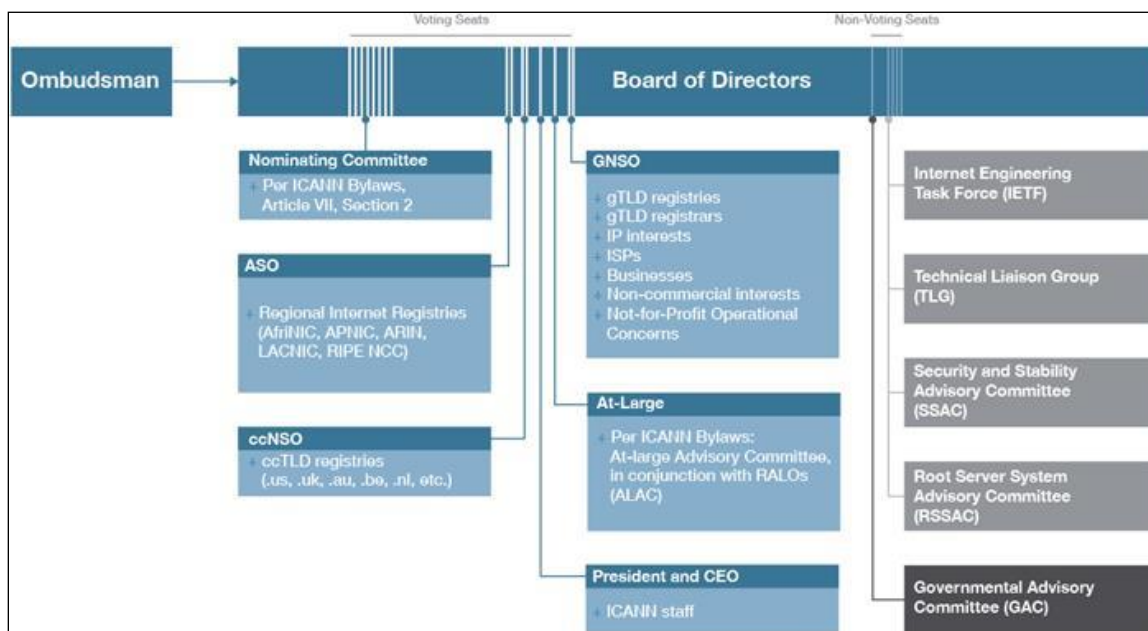 Voting Seats
Non-Voting Seats
Ombudsman
Board of Directors
Nominating Committee
+ Per ICANN Bylaws,
Article VII, Section 2
ASO
+ Regional Internet Registries
(AfriNIC, APNIC, ARIN,
LACNIC, RIPE NCC)
ccNSO
+ ccTLD registries
(.us, .uk, .au, .be, .nl, etc.)
GNSO
+ gTLD registries
+ gTLD registrars
+ IP interests
+ ISPs
+ Businesses
+ Non-commercial interests
+ Not-for-Profit Operational
Concerns
At-Large
+ Per ICANN Bylaws:
At-large Advisory Committee,
in conjunction with RALOs
(ALAC)
President and CEO
+ ICANN staff
Internet Engineering
Task Force (IETF)
Technical Liaison Group
(TLG)
Security and Stability
Advisory Committee
(SSAC)
Root Server System
Advisory Committee
(RSSAC)
Governmental Advisory
Committee (GAC)